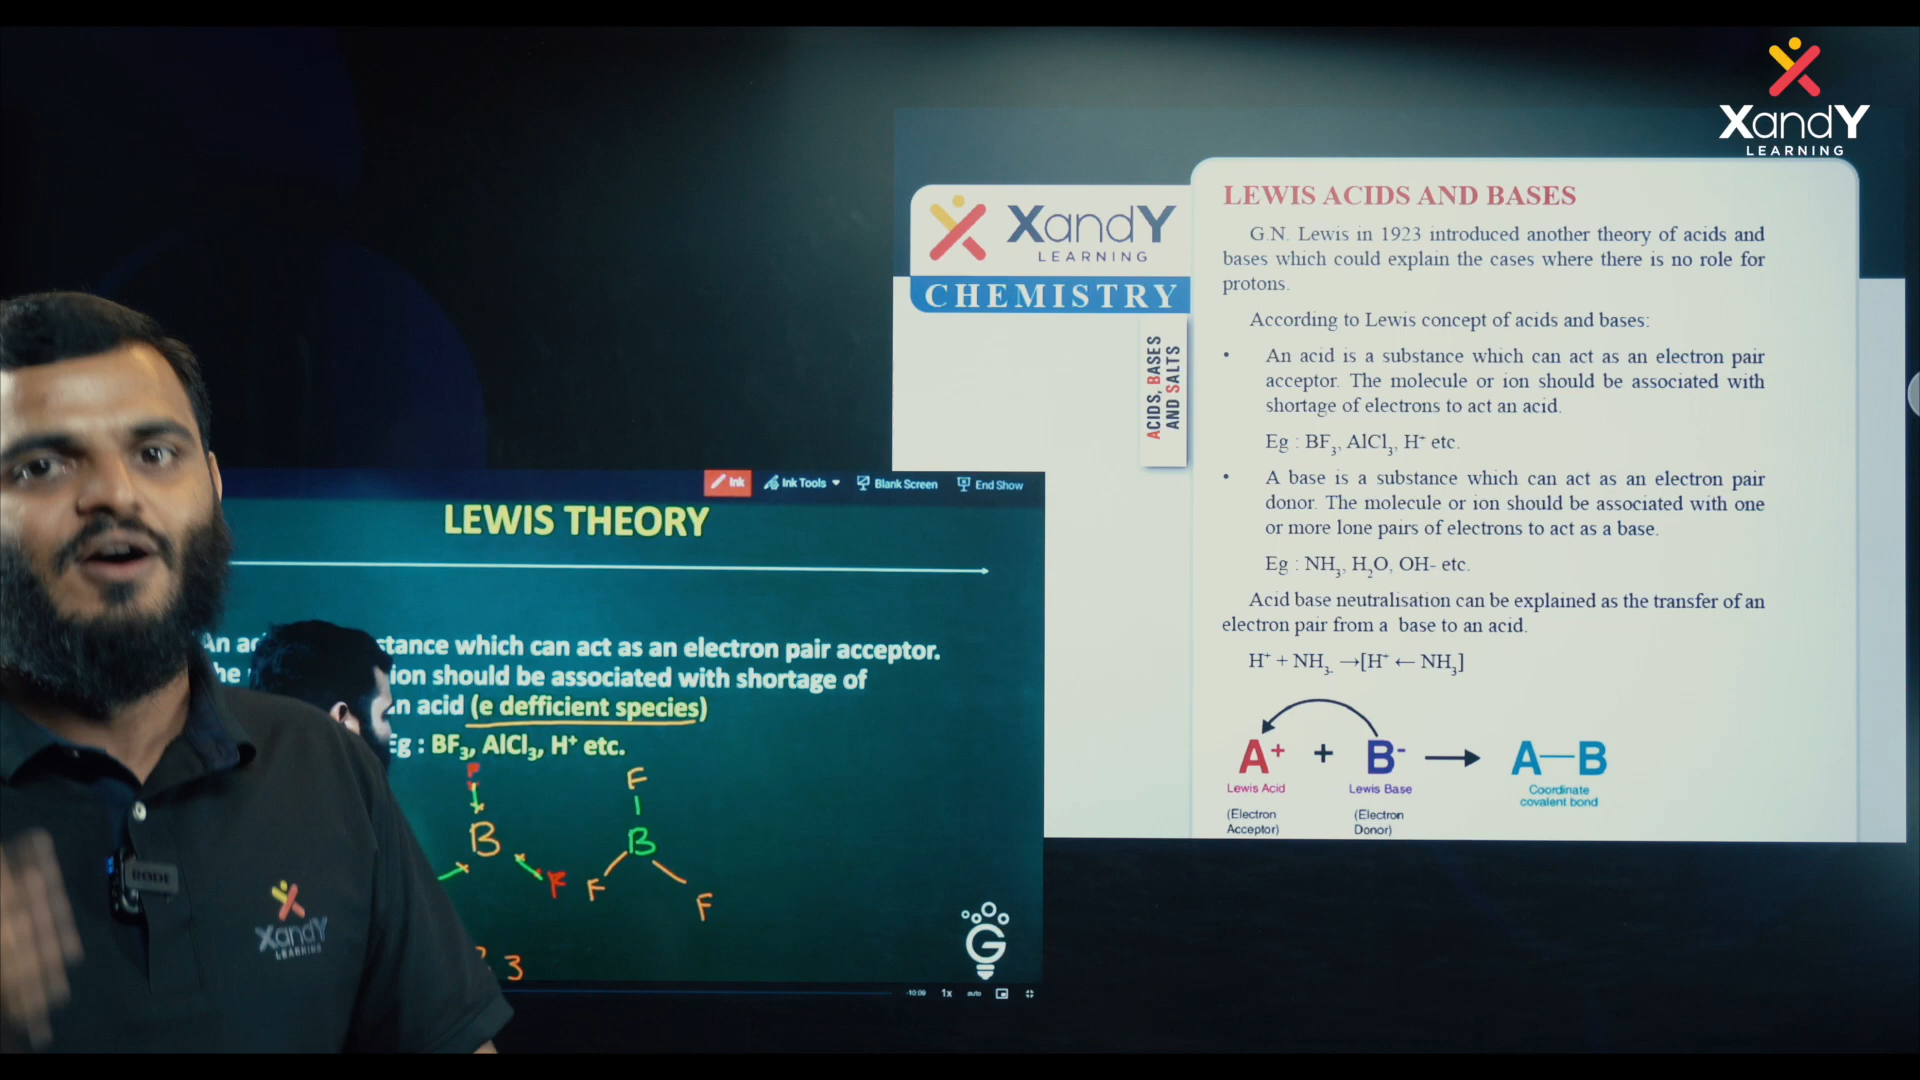 XandY
LEARNING
XandY
LEARNING
CHEMISTRY
ACIDS, BASES
AND SALTS
LEWIS ACIDS AND BASES
G.N. Lewis in 1923 introduced another theory of acids and
bases which could explain the cases where there is no role for
protons.
According to Lewis concept of acids and bases:
• An acid is a substance which can act as an electron pair
acceptor. The molecule or ion should be associated with
shortage of electrons to act an acid.
Eg : BF₃, AlCl₃, H⁺ etc.
• A base is a substance which can act as an electron pair
donor. The molecule or ion should be associated with one
or more lone pairs of electrons to act as a base.
Eg : NH₃, H₂O, OH- etc.
Acid base neutralisation can be explained as the transfer of an
electron pair from a base to an acid.
H⁺ + NH₃ →[H⁺ ← NH₃]
A⁺ + B⁻ → A—B
Lewis Acid Lewis Base Coordinate
covalent bond
(Electron (Electron
Acceptor) Donor)
Ink Ink Tools Blank Screen End Show
LEWIS THEORY
An stance which can act as an electron pair acceptor.
he ion should be associated with shortage of
n acid (e defficient species)
Eg : BF₃, AlCl₃, H⁺ etc.
F
B B
F F F
3
G
-10:09 1x auto
RODE
XandY
LEARNING